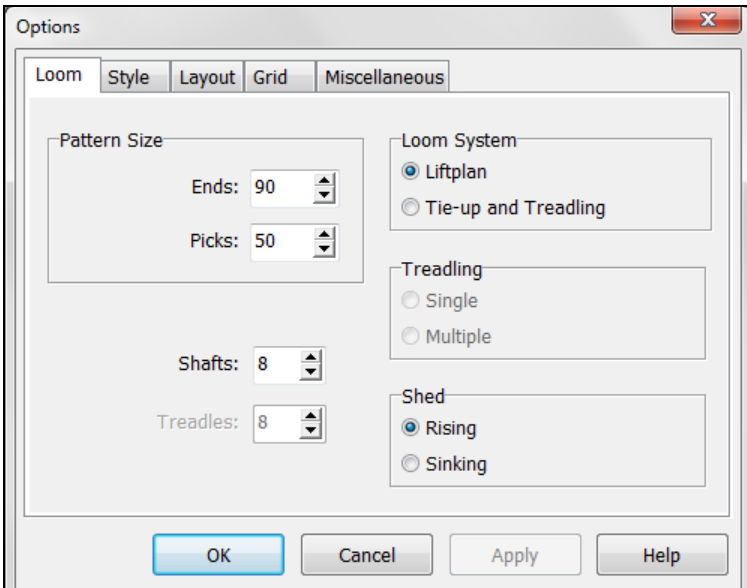 Options
Loom Style Layout Grid Miscellaneous
Pattern Size
Ends: 90
Picks: 50
Shafts: 8
Treadles: 8
Loom System
Liftplan
Tie-up and Treadling
Treadling
Single
Multiple
Shed
Rising
Sinking
OK Cancel Apply Help